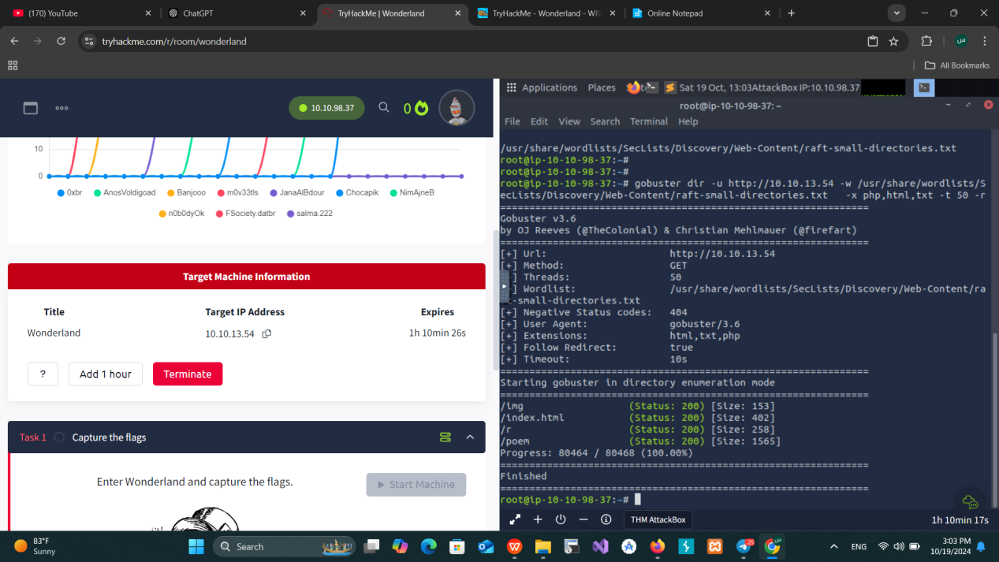 (170) YouTube
ChatGPT
TryHackMe | Wonderland
TryHackMe - Wonderland - WR
Online Notepad
tryhackme.com/r/room/wonderland
س
All Bookmarks
10.10.98.37
0
10
0
0xbr
AnosVoldigoad
Banjooo
m0v33tls
JanaAlBdour
Chocapik
NimAjneB
n0b0dyOk
FSociety.datbr
salma.222
Target Machine Information
Title
Target IP Address
Expires
Wonderland
10.10.13.54
1h 10min 26s
?
Add 1 hour
Terminate
Task 1
Capture the flags
Enter Wonderland and capture the flags.
Start Machine
Applications Places Sat 19 Oct, 13:03 AttackBox IP:10.10.98.37
root@ip-10-10-98-37: ~
File Edit View Search Terminal Help
/usr/share/wordlists/SecLists/Discovery/Web-Content/raft-small-directories.txt
root@ip-10-10-98-37:~#
root@ip-10-10-98-37:~#
root@ip-10-10-98-37:~# gobuster dir -u http://10.10.13.54 -w /usr/share/wordlists/S
ecLists/Discovery/Web-Content/raft-small-directories.txt -x php,html,txt -t 50 -r
===============================================================
Gobuster v3.6
by OJ Reeves (@TheColonial) & Christian Mehlmauer (@firefart)
===============================================================
[+] Url: http://10.10.13.54
[+] Method: GET
] Threads: 50
] Wordlist: /usr/share/wordlists/SecLists/Discovery/Web-Content/ra
t-small-directories.txt
[+] Negative Status codes: 404
[+] User Agent: gobuster/3.6
[+] Extensions: html,txt,php
[+] Follow Redirect: true
[+] Timeout: 10s
===============================================================
Starting gobuster in directory enumeration mode
===============================================================
/img (Status: 200) [Size: 153]
/index.html (Status: 200) [Size: 402]
/r (Status: 200) [Size: 258]
/poem (Status: 200) [Size: 1565]
Progress: 80464 / 80468 (100.00%)
===============================================================
Finished
===============================================================
root@ip-10-10-98-37:~#
THM AttackBox
1h 10min 17s
83°F
Sunny
Search
25
ENG
3:03 PM
10/19/2024